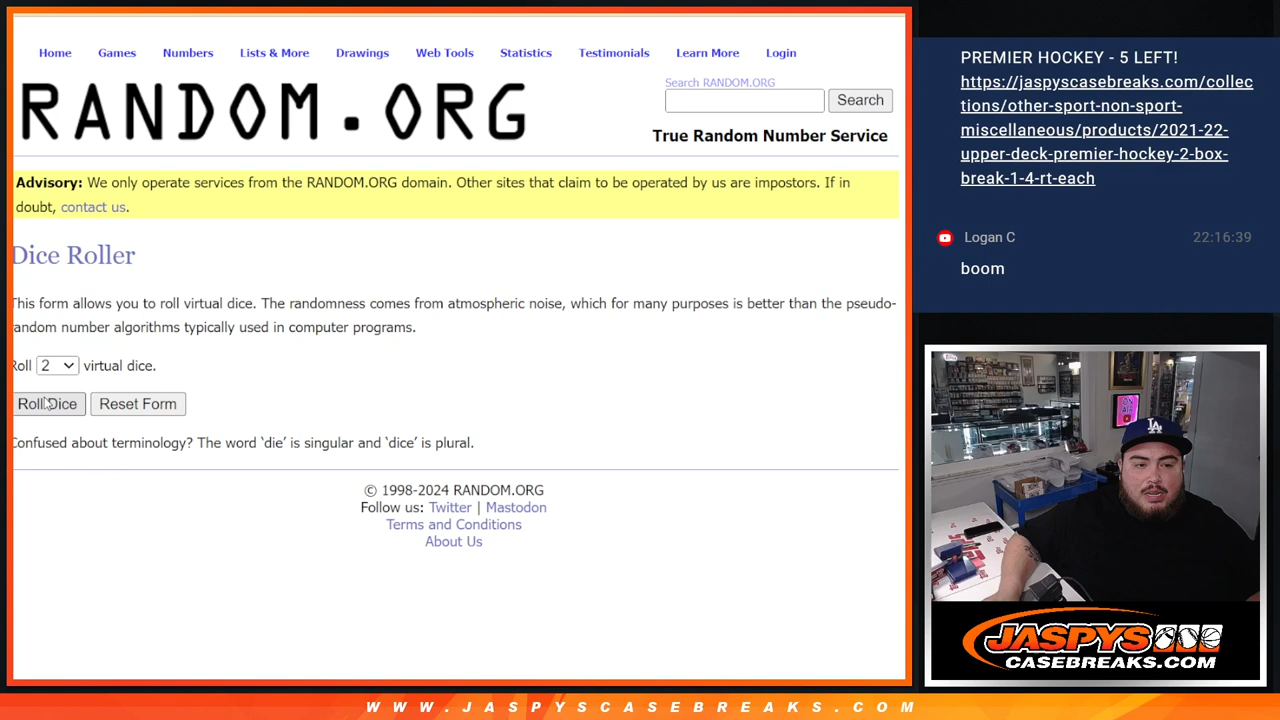 Home Games Numbers Lists & More Drawings Web Tools Statistics Testimonials Learn More Login
RANDOM.ORG
Search RANDOM.ORG
Search
True Random Number Service
Advisory: We only operate services from the RANDOM.ORG domain. Other sites that claim to be operated by us are impostors. If in
doubt, contact us.
Dice Roller
This form allows you to roll virtual dice. The randomness comes from atmospheric noise, which for many purposes is better than the pseudo-
random number algorithms typically used in computer programs.
Roll 2 virtual dice.
Roll Dice Reset Form
Confused about terminology? The word ‘die’ is singular and ‘dice’ is plural.
© 1998-2024 RANDOM.ORG
Follow us: Twitter | Mastodon
Terms and Conditions
About Us
PREMIER HOCKEY - 5 LEFT!
https://jaspyscasebreaks.com/collec
tions/other-sport-non-sport-
miscellaneous/products/2021-22-
upper-deck-premier-hockey-2-box-
break-1-4-rt-each
Logan C 22:16:39
boom
ON
AIR
LA
JASPYS
CASEBREAKS.COM
WWW.JASPYSCASEBREAKS.COM